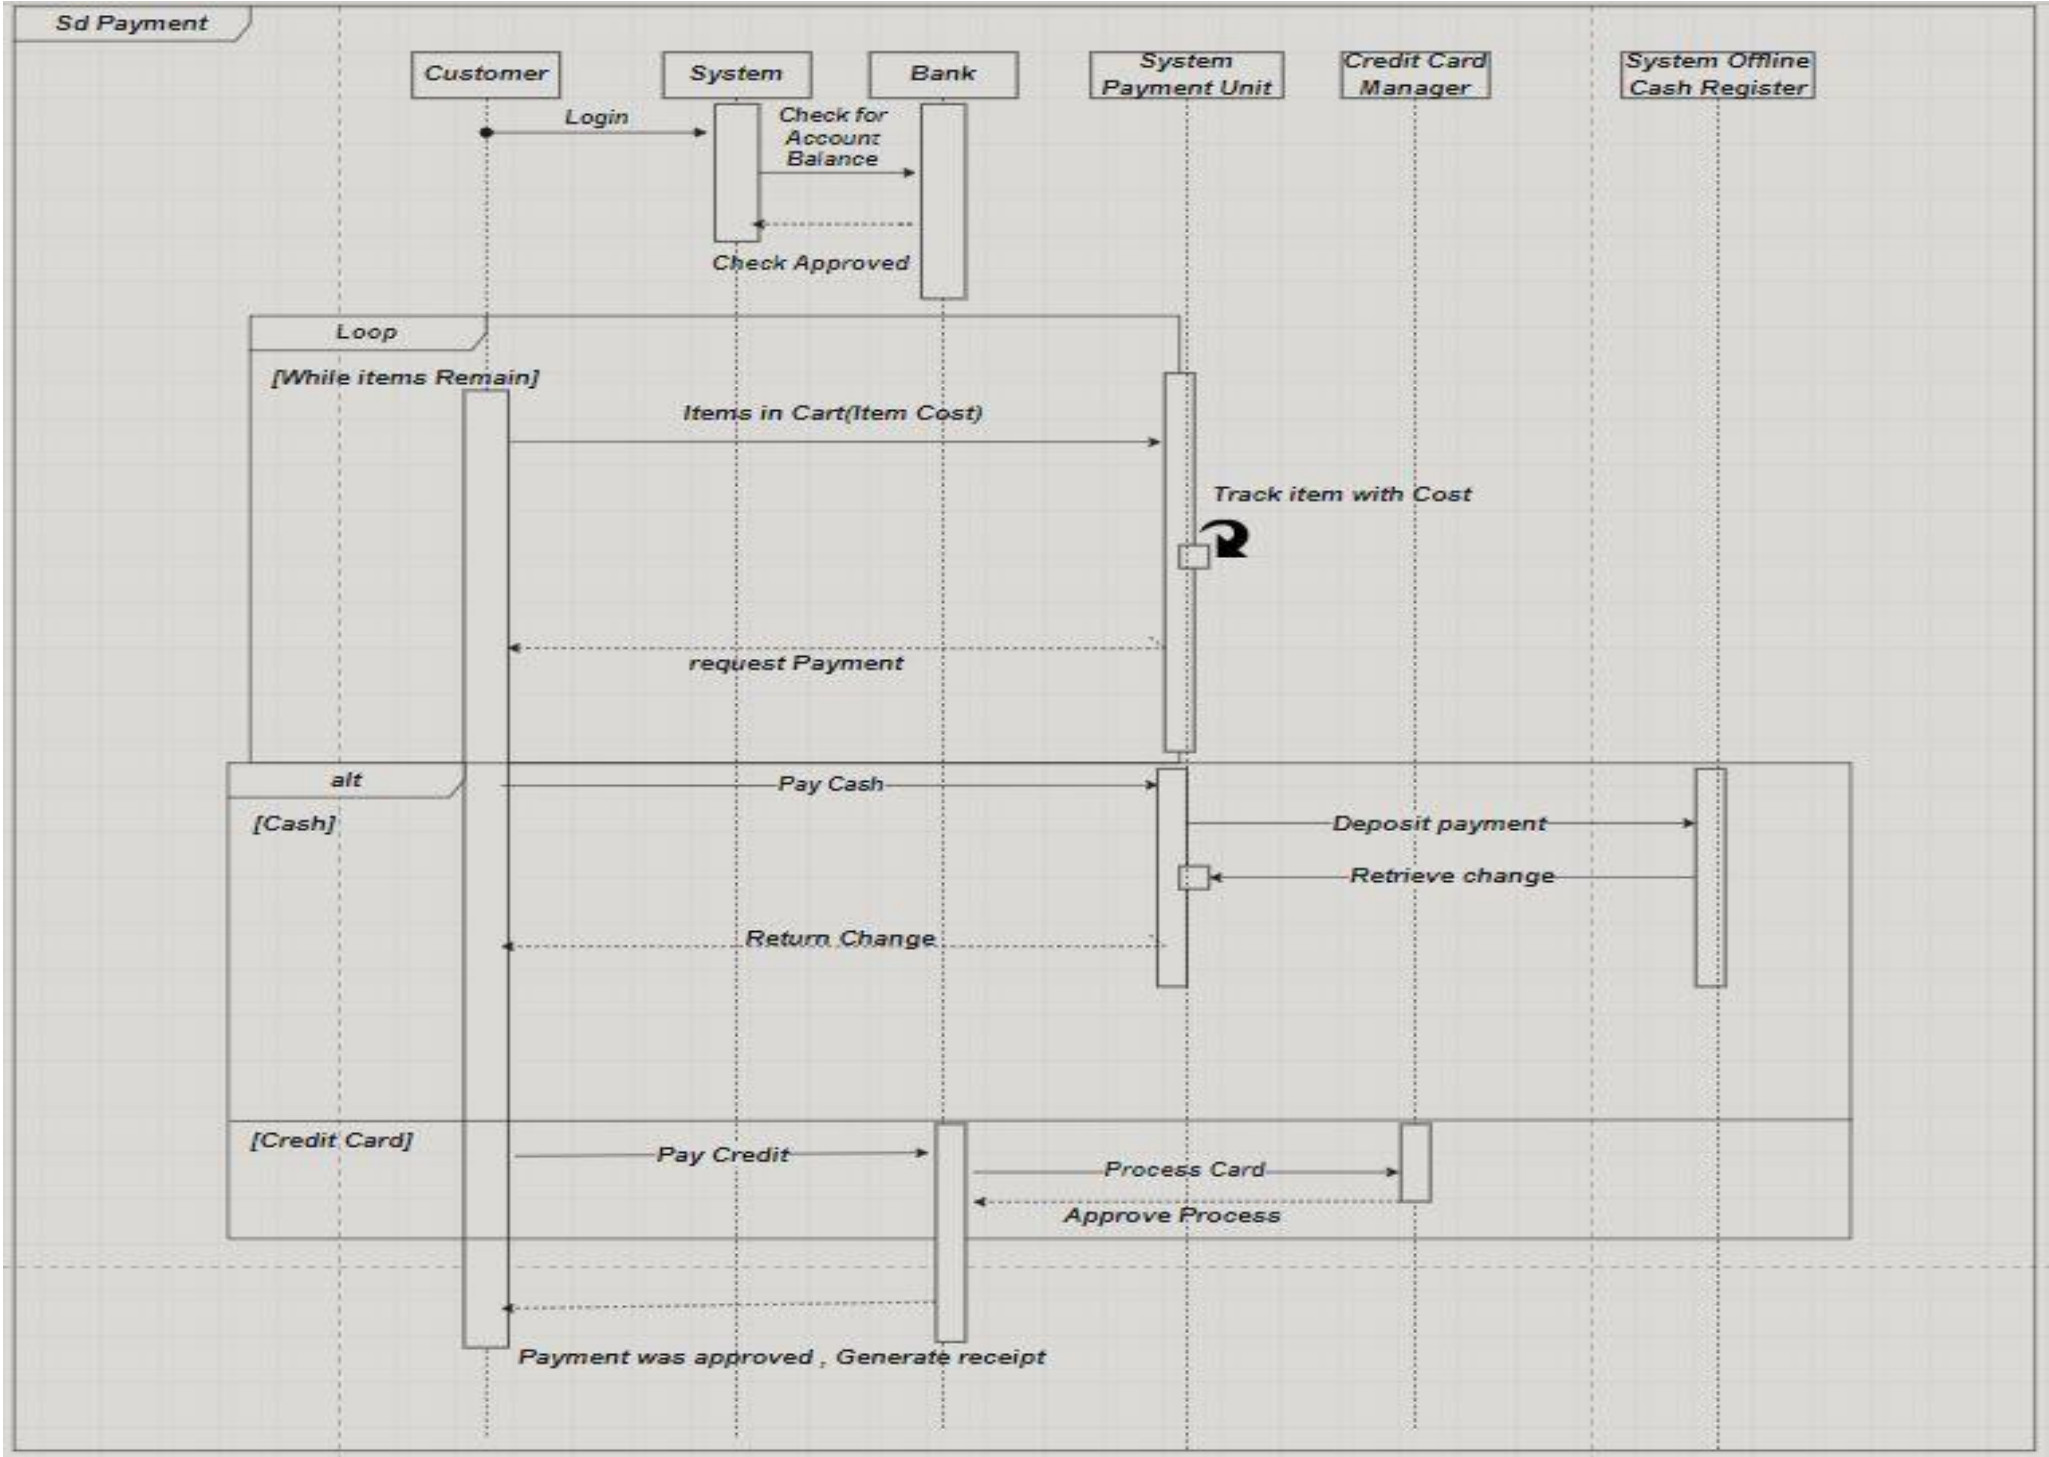 Sd Payment
Customer
System
Bank
System
Payment Unit
Credit Card
Manager
System Offline
Cash Register
Login
Check for
Account
Balance
Check Approved
Loop
[While items Remain]
Items in Cart(Item Cost)
Track item with Cost
request Payment
alt
[Cash]
Pay Cash
Deposit payment
Retrieve change
Return Change
[Credit Card]
Pay Credit
Process Card
Approve Process
Payment was approved , Generate receipt